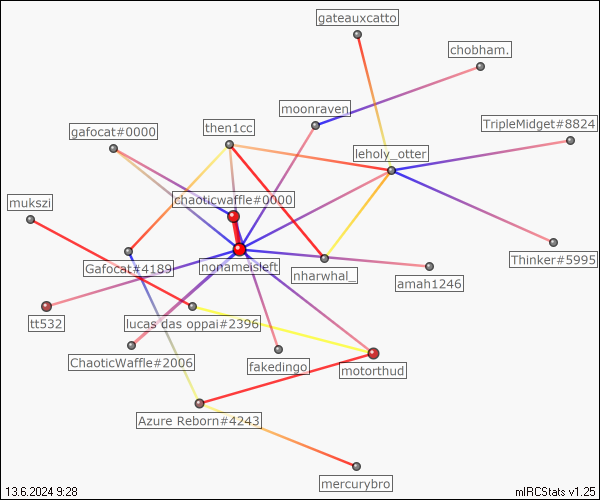 gateauxcatto
chobham.
moonraven
TripleMidget#8824
gafocat#0000
then1cc
leholy_otter
chaoticwaffle#0000
mukszi
Thinker#5995
Gafocat#4189
nonameisleft
nharwhal_
amah1246
tt532
lucas das oppai#2396
ChaoticWaffle#2006
fakedingo
motorthud
Azure Reborn#4243
mercurybro
13.6.2024 9:28
mIRCStats v1.25